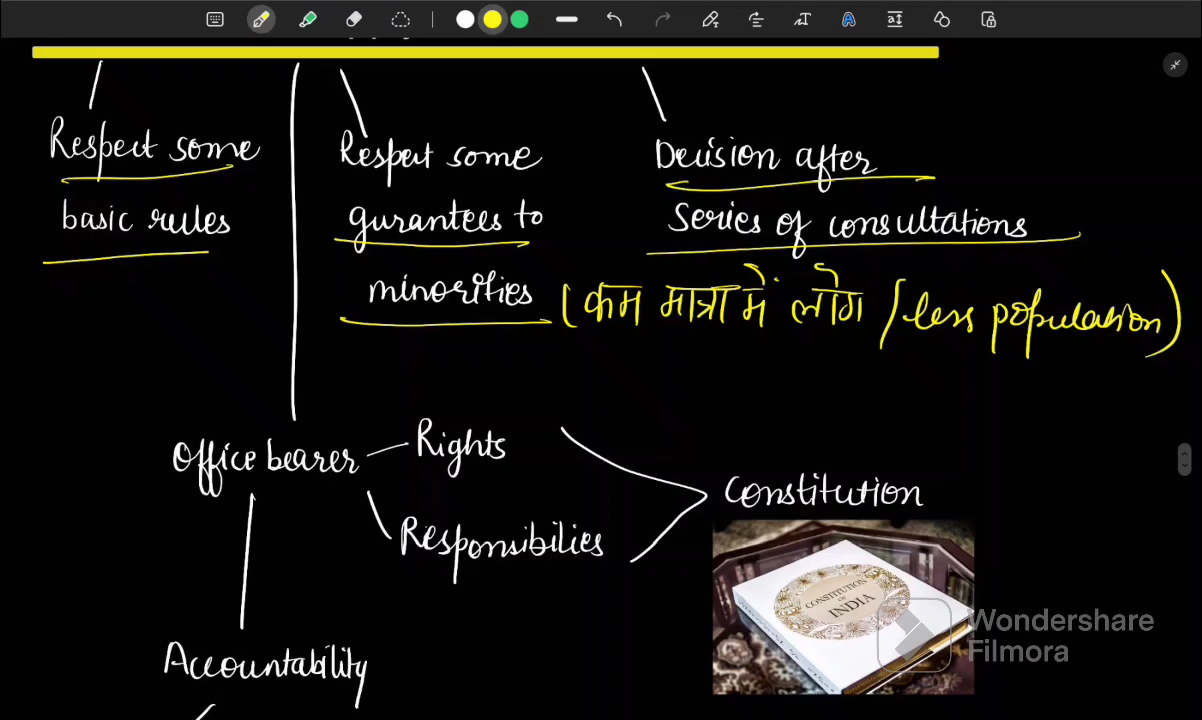 Respect some
basic rules
Respect some
gurantees to
minorities (कम मात्रा में लोग / less population)
Decision after
Series of consultations
Office bearer
Rights
Responsibilies
Constitution
CONSTITUTION
OF
INDIA
Accountability
Wondershare
Filmora